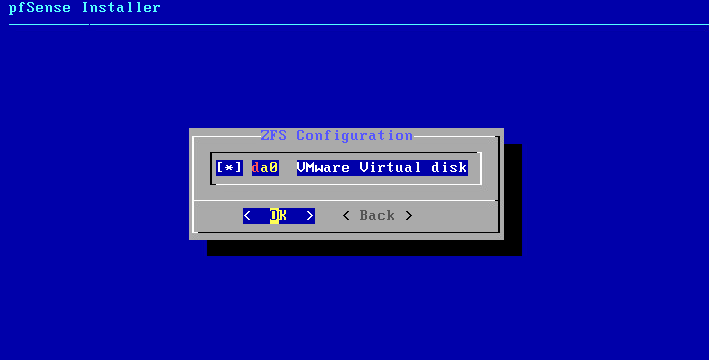 pfSense Installer
ZFS Configuration
[*] da0 VMware Virtual disk
< OK > < Back >